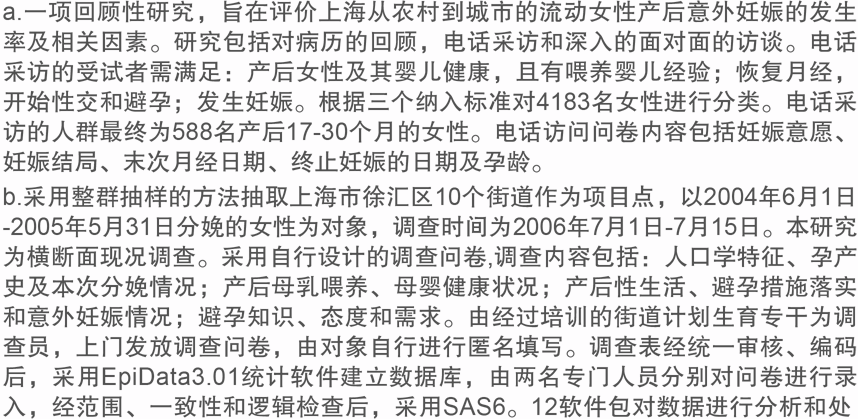 a.一项回顾性研究，旨在评价上海从农村到城市的流动女性产后意外妊娠的发生
率及相关因素。研究包括对病历的回顾，电话采访和深入的面对面的访谈。电话
采访的受试者需满足：产后女性及其婴儿健康，且有喂养婴儿经验；恢复月经，
开始性交和避孕；发生妊娠。根据三个纳入标准对4183名女性进行分类。电话采
访的人群最终为588名产后17-30个月的女性。电话访问问卷内容包括妊娠意愿、
妊娠结局、末次月经日期、终止妊娠的日期及孕龄。
b.采用整群抽样的方法抽取上海市徐汇区10个街道作为项目点，以2004年6月1日
-2005年5月31日分娩的女性为对象，调查时间为2006年7月1日-7月15日。本研究
为横断面现况调查。采用自行设计的调查问卷,调查内容包括：人口学特征、孕产
史及本次分娩情况；产后母乳喂养、母婴健康状况；产后性生活、避孕措施落实
和意外妊娠情况；避孕知识、态度和需求。由经过培训的街道计划生育专干为调
查员，上门发放调查问卷，由对象自行进行匿名填写。调查表经统一审核、编码
后，采用EpiData3.01统计软件建立数据库，由两名专门人员分别对问卷进行录
入，经范围、一致性和逻辑检查后，采用SAS6。12软件包对数据进行分析和处